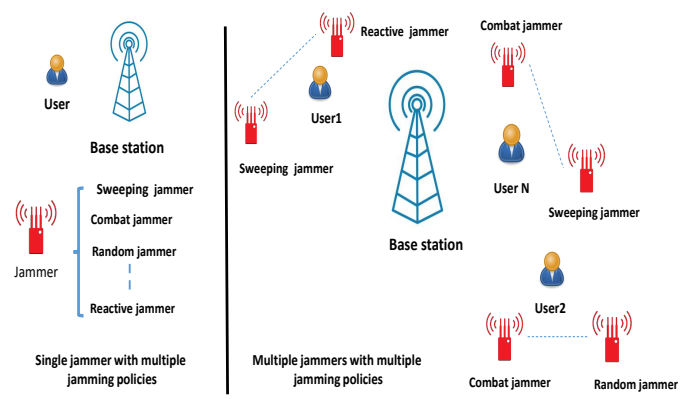 User
Base station
Sweeping jammer
Combat jammer
Random jammer
Reactive jammer
Jammer
Single jammer with multiple
jamming policies
Reactive jammer
User1
Sweeping jammer
Base station
Combat jammer
User N
Sweeping jammer
User2
Combat jammer
Random jammer
Multiple jammers with multiple
jamming policies